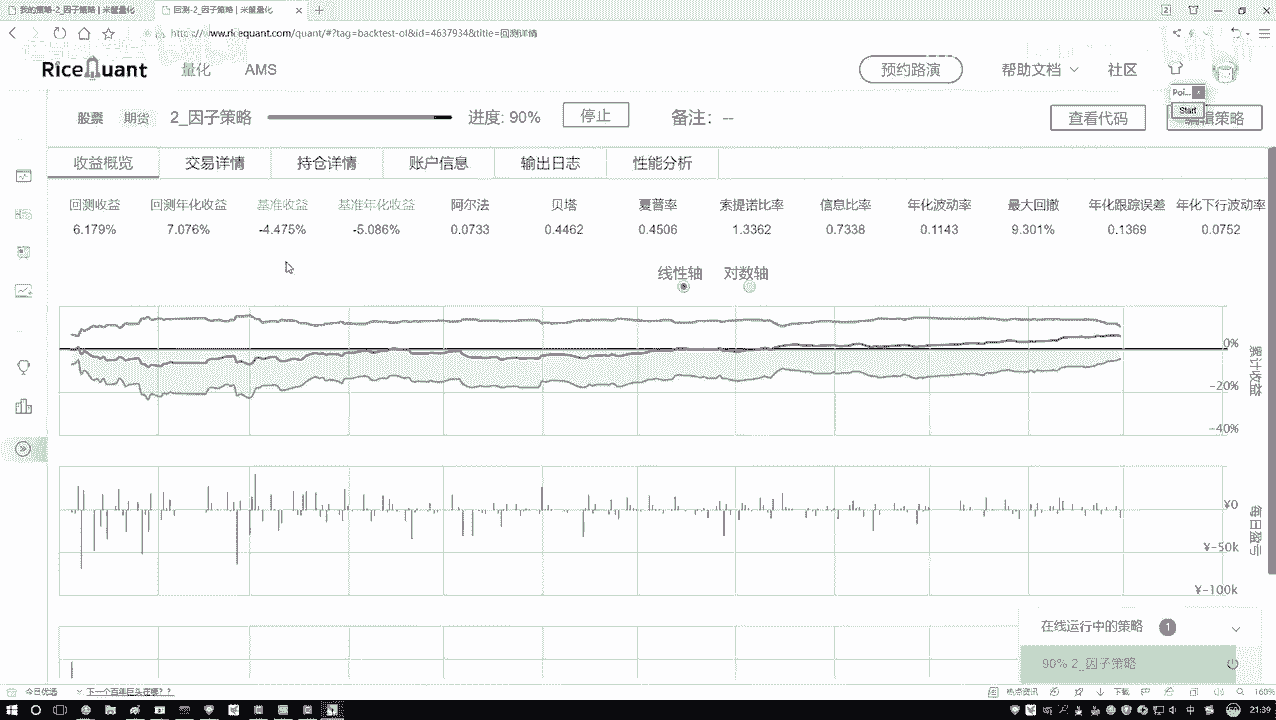 我的策略-2_因子策略 | 米筐量化
回测-2_因子策略 | 米筐量化
www.ricequant.com/quant/#?tag=backtest-ol&id=4637934&title=回测详情
RiceQuant 量化 AMS 预约路演 帮助文档 社区
Poi...
Start
股票 期货 2_因子策略 进度: 90% 停止 备注: -- 查看代码 编辑策略
收益概览 交易详情 持仓详情 账户信息 输出日志 性能分析
回测收益 回测年化收益 基准收益 基准年化收益 阿尔法 贝塔 夏普率 索提诺比率 信息比率 年化波动率 最大回撤 年化跟踪误差 年化下行波动率
6.179% 7.076% -4.475% -5.086% 0.0733 0.4462 0.4506 1.3362 0.7338 0.1143 9.301% 0.1369 0.0752
线性轴 对数轴
0%
-20%
-40%
累计收益
¥0
¥-50k
¥-100k
每日盈亏
在线运行中的策略 1
90% 2_因子策略
今日优选 下一个百年巨头在哪？? 热点资讯 下载 160%
中 21:39